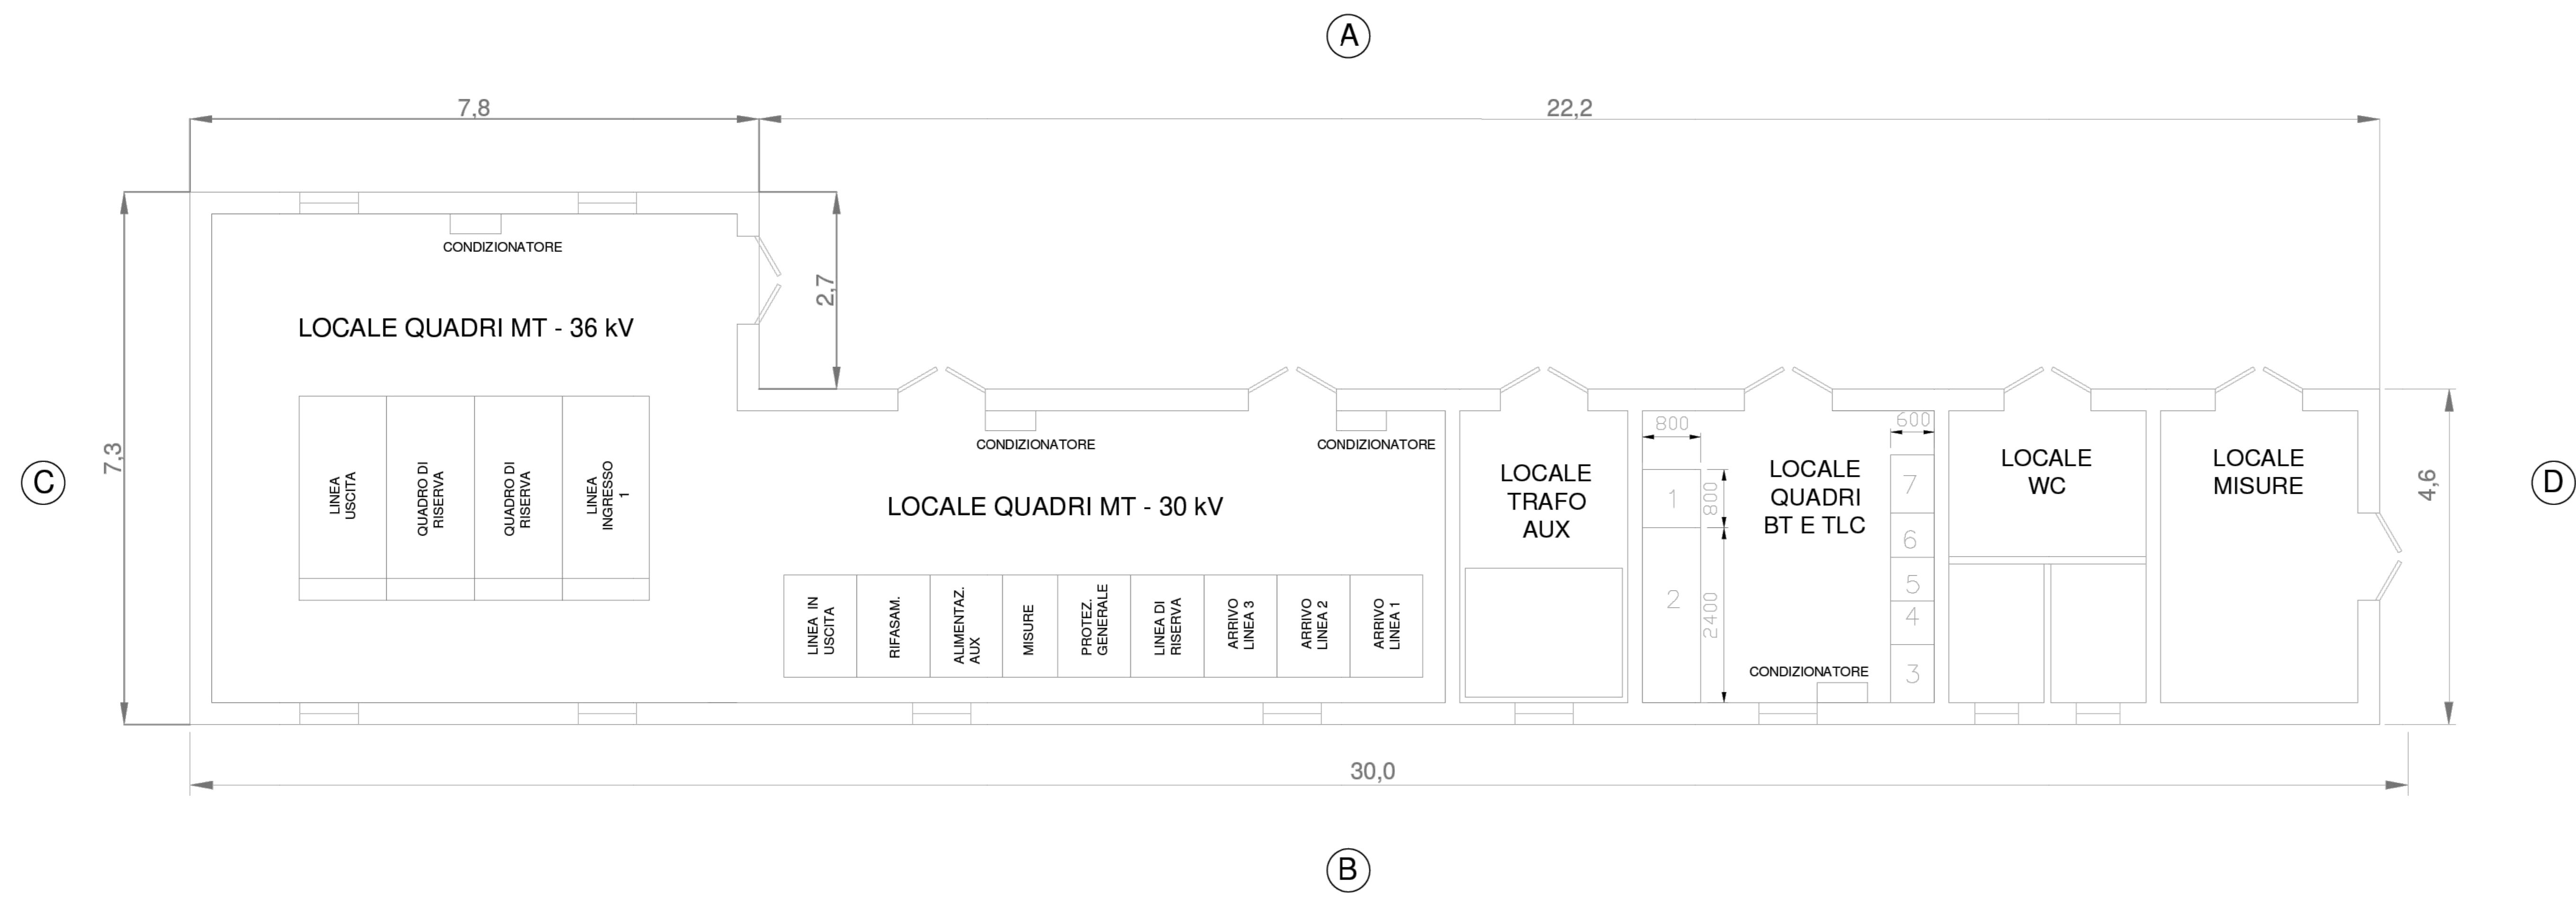 A
7,8
22,2
CONDIZIONATORE
2,7
LOCALE QUADRI MT - 36 kV
7,3
C
LINEA
USCITA
QUADRO DI
RISERVA
QUADRO DI
RISERVA
LINEA
INGRESSO
1
CONDIZIONATORE
CONDIZIONATORE
LOCALE QUADRI MT - 30 kV
LINEA IN
USCITA
RIFASAM.
ALIMENTAZ.
AUX
MISURE
PROTEZ.
GENERALE
LINEA DI
RISERVA
ARRIVO
LINEA 3
ARRIVO
LINEA 2
ARRIVO
LINEA 1
LOCALE
TRAFO
AUX
800
1
800
2
2400
LOCALE
QUADRI
BT E TLC
CONDIZIONATORE
600
7
6
5
4
3
LOCALE
WC
LOCALE
MISURE
4,6
D
30,0
B